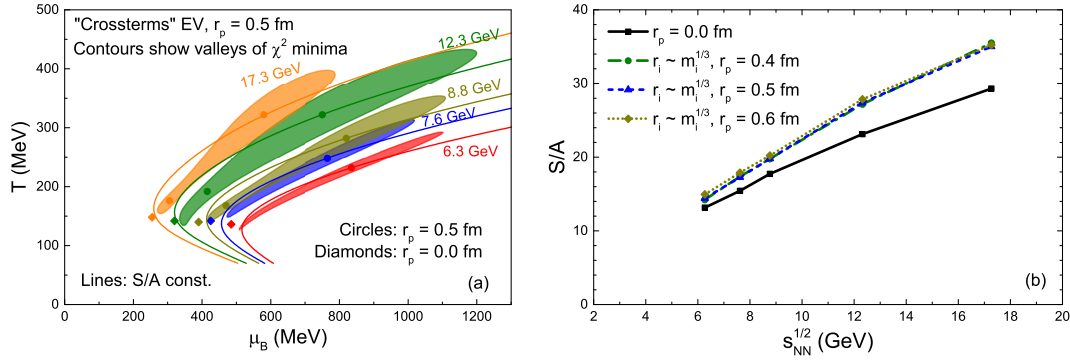 "Crossterms" EV, r_p = 0.5 fm
Contours show valleys of χ² minima
17.3 GeV
12.3 GeV
8.8 GeV
7.6 GeV
6.3 GeV
Circles: r_p = 0.5 fm
Diamonds: r_p = 0.0 fm
Lines: S/A const.
(a)
T (MeV)
500
400
300
200
100
0
0 200 400 600 800 1000 1200
μ_B (MeV)
r_p = 0.0 fm
r_i ~ m_i^{1/3}, r_p = 0.4 fm
r_i ~ m_i^{1/3}, r_p = 0.5 fm
r_i ~ m_i^{1/3}, r_p = 0.6 fm
(b)
S/A
40
30
20
10
0
2 4 6 8 10 12 14 16 18 20
s_{NN}^{1/2} (GeV)